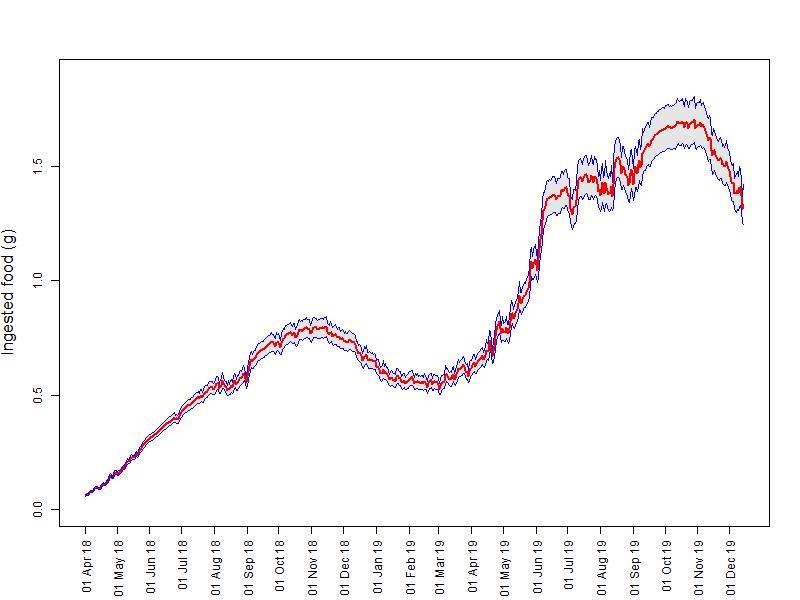 Ingested food (g)
1.5
1.0
0.5
0.0
01 Apr 18
01 May 18
01 Jun 18
01 Jul 18
01 Aug 18
01 Sep 18
01 Oct 18
01 Nov 18
01 Dec 18
01 Jan 19
01 Feb 19
01 Mar 19
01 Apr 19
01 May 19
01 Jun 19
01 Jul 19
01 Aug 19
01 Sep 19
01 Oct 19
01 Nov 19
01 Dec 19